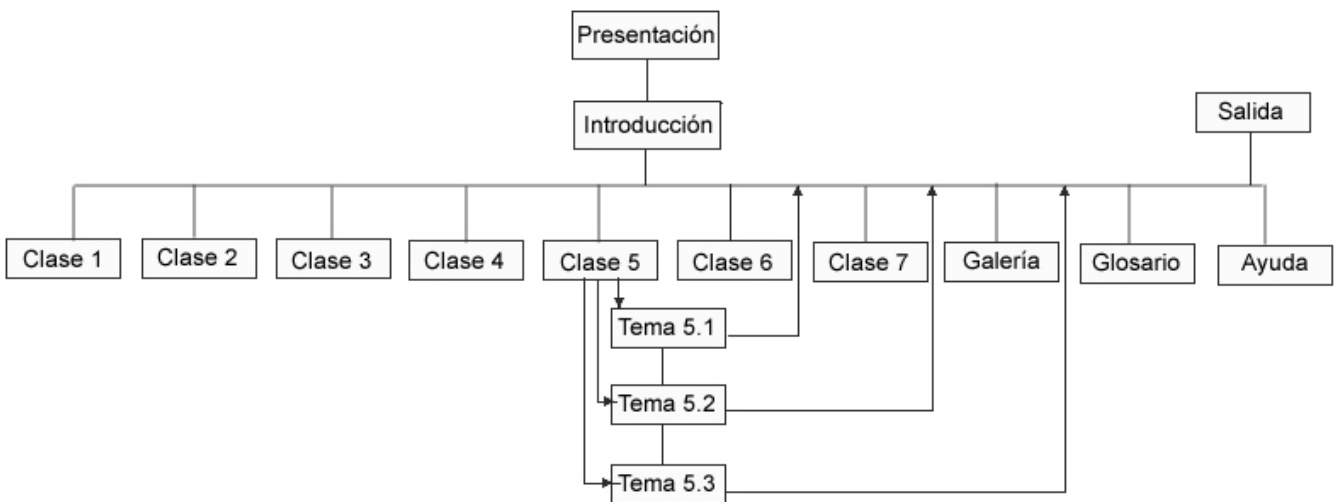 Presentación
Introducción
Salida
Clase 1
Clase 2
Clase 3
Clase 4
Clase 5
Clase 6
Clase 7
Galería
Glosario
Ayuda
Tema 5.1
Tema 5.2
Tema 5.3